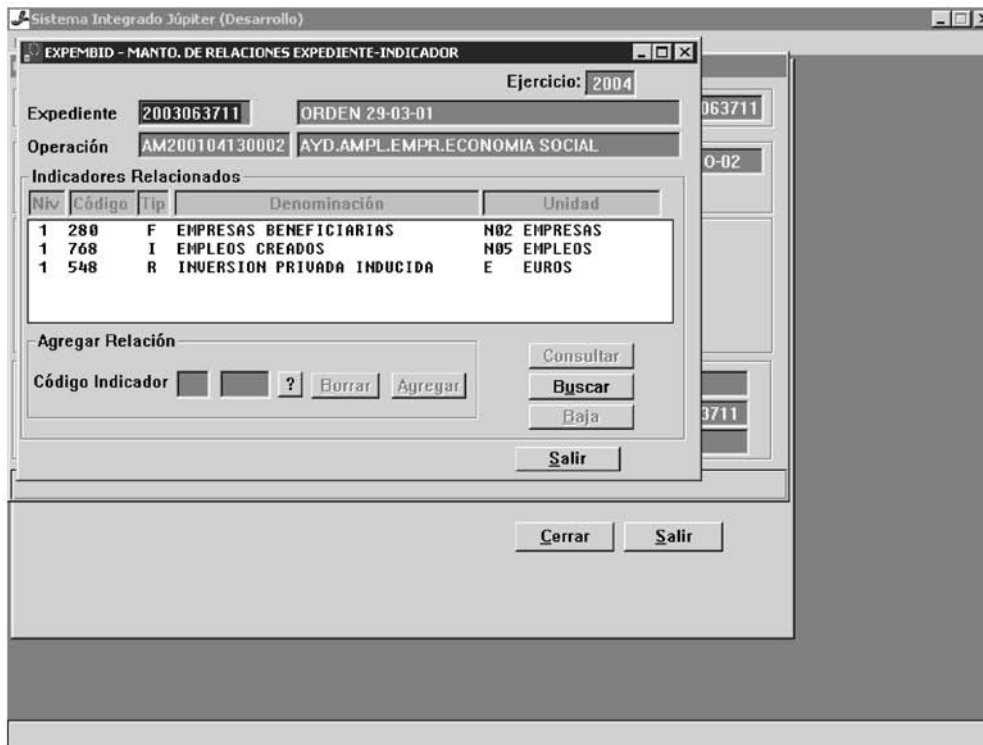 Sistema Integrado Júpiter (Desarrollo)
EXPEMBID - MANTO. DE RELACIONES EXPEDIENTE-INDICADOR
Ejercicio: 2004
Expediente 2003063711 ORDEN 29-03-01
063711
Operación AM200104130002 AYD.AMPL.EMPR.ECONOMIA SOCIAL
O-02
Indicadores Relacionados
Niv Código Tip Denominación Unidad
1 280 F EMPRESAS BENEFICIARIAS N02 EMPRESAS
1 768 I EMPLEOS CREADOS N05 EMPLEOS
1 548 R INVERSION PRIVADA INDUCIDA E EUROS
Agregar Relación
Consultar
Código Indicador ? Borrar Agregar
Buscar
Baja
3711
Salir
Cerrar Salir